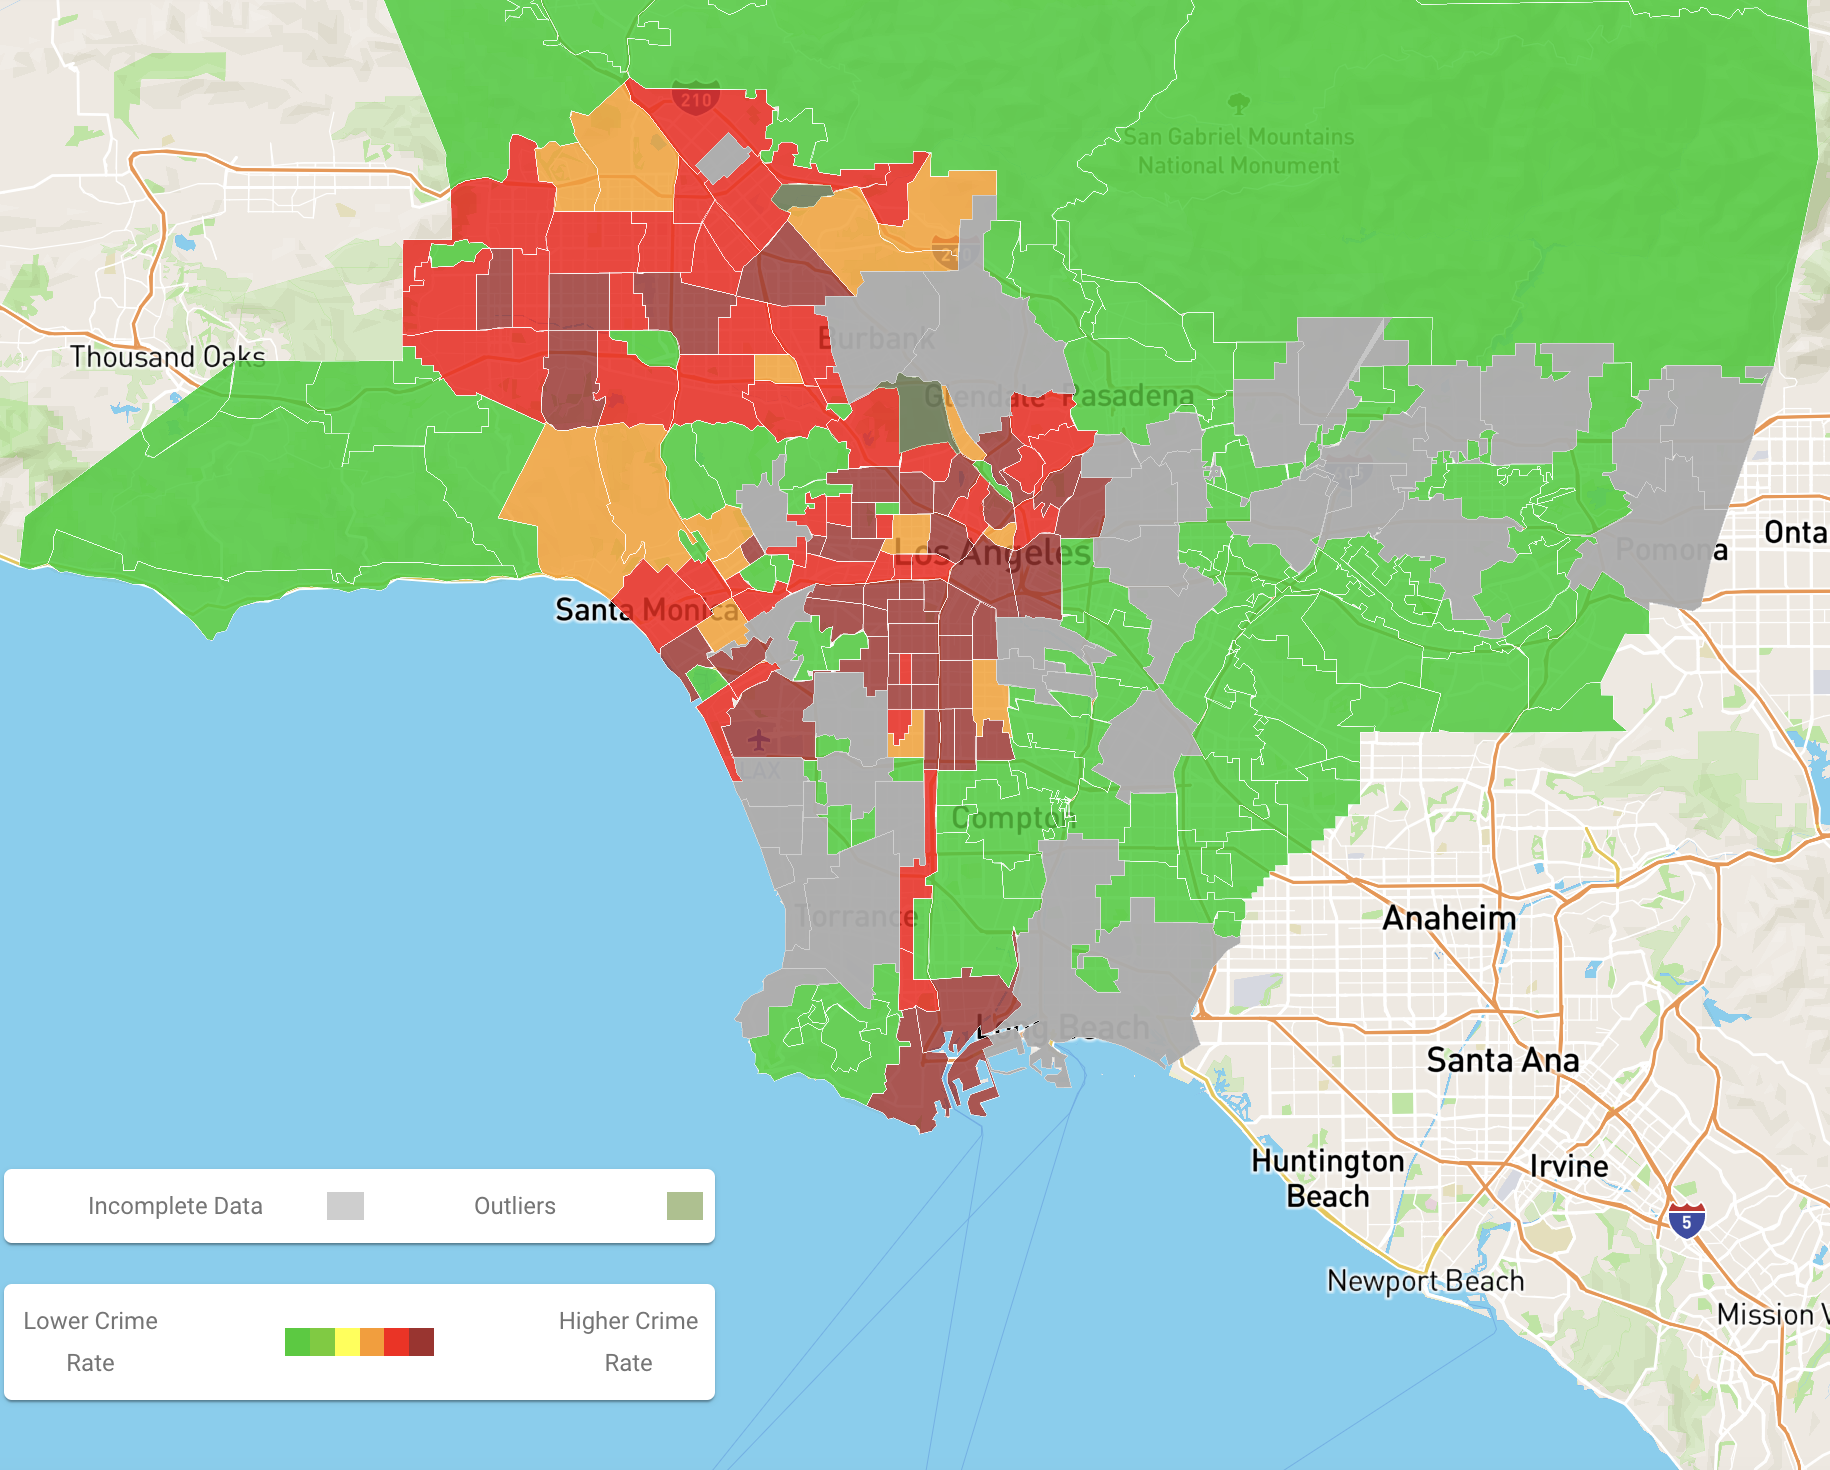 210
San Gabriel Mountains
National Monument
210
Burbank
Thousand Oaks
Glendale
Pasadena
Onta
Pomona
Los Angeles
Santa Monica
LAX
Compton
Torrance
Anaheim
Long Beach
Santa Ana
Huntington
Beach
Irvine
5
Newport Beach
Mission V
Incomplete Data
Outliers
Lower Crime
Rate
Higher Crime
Rate